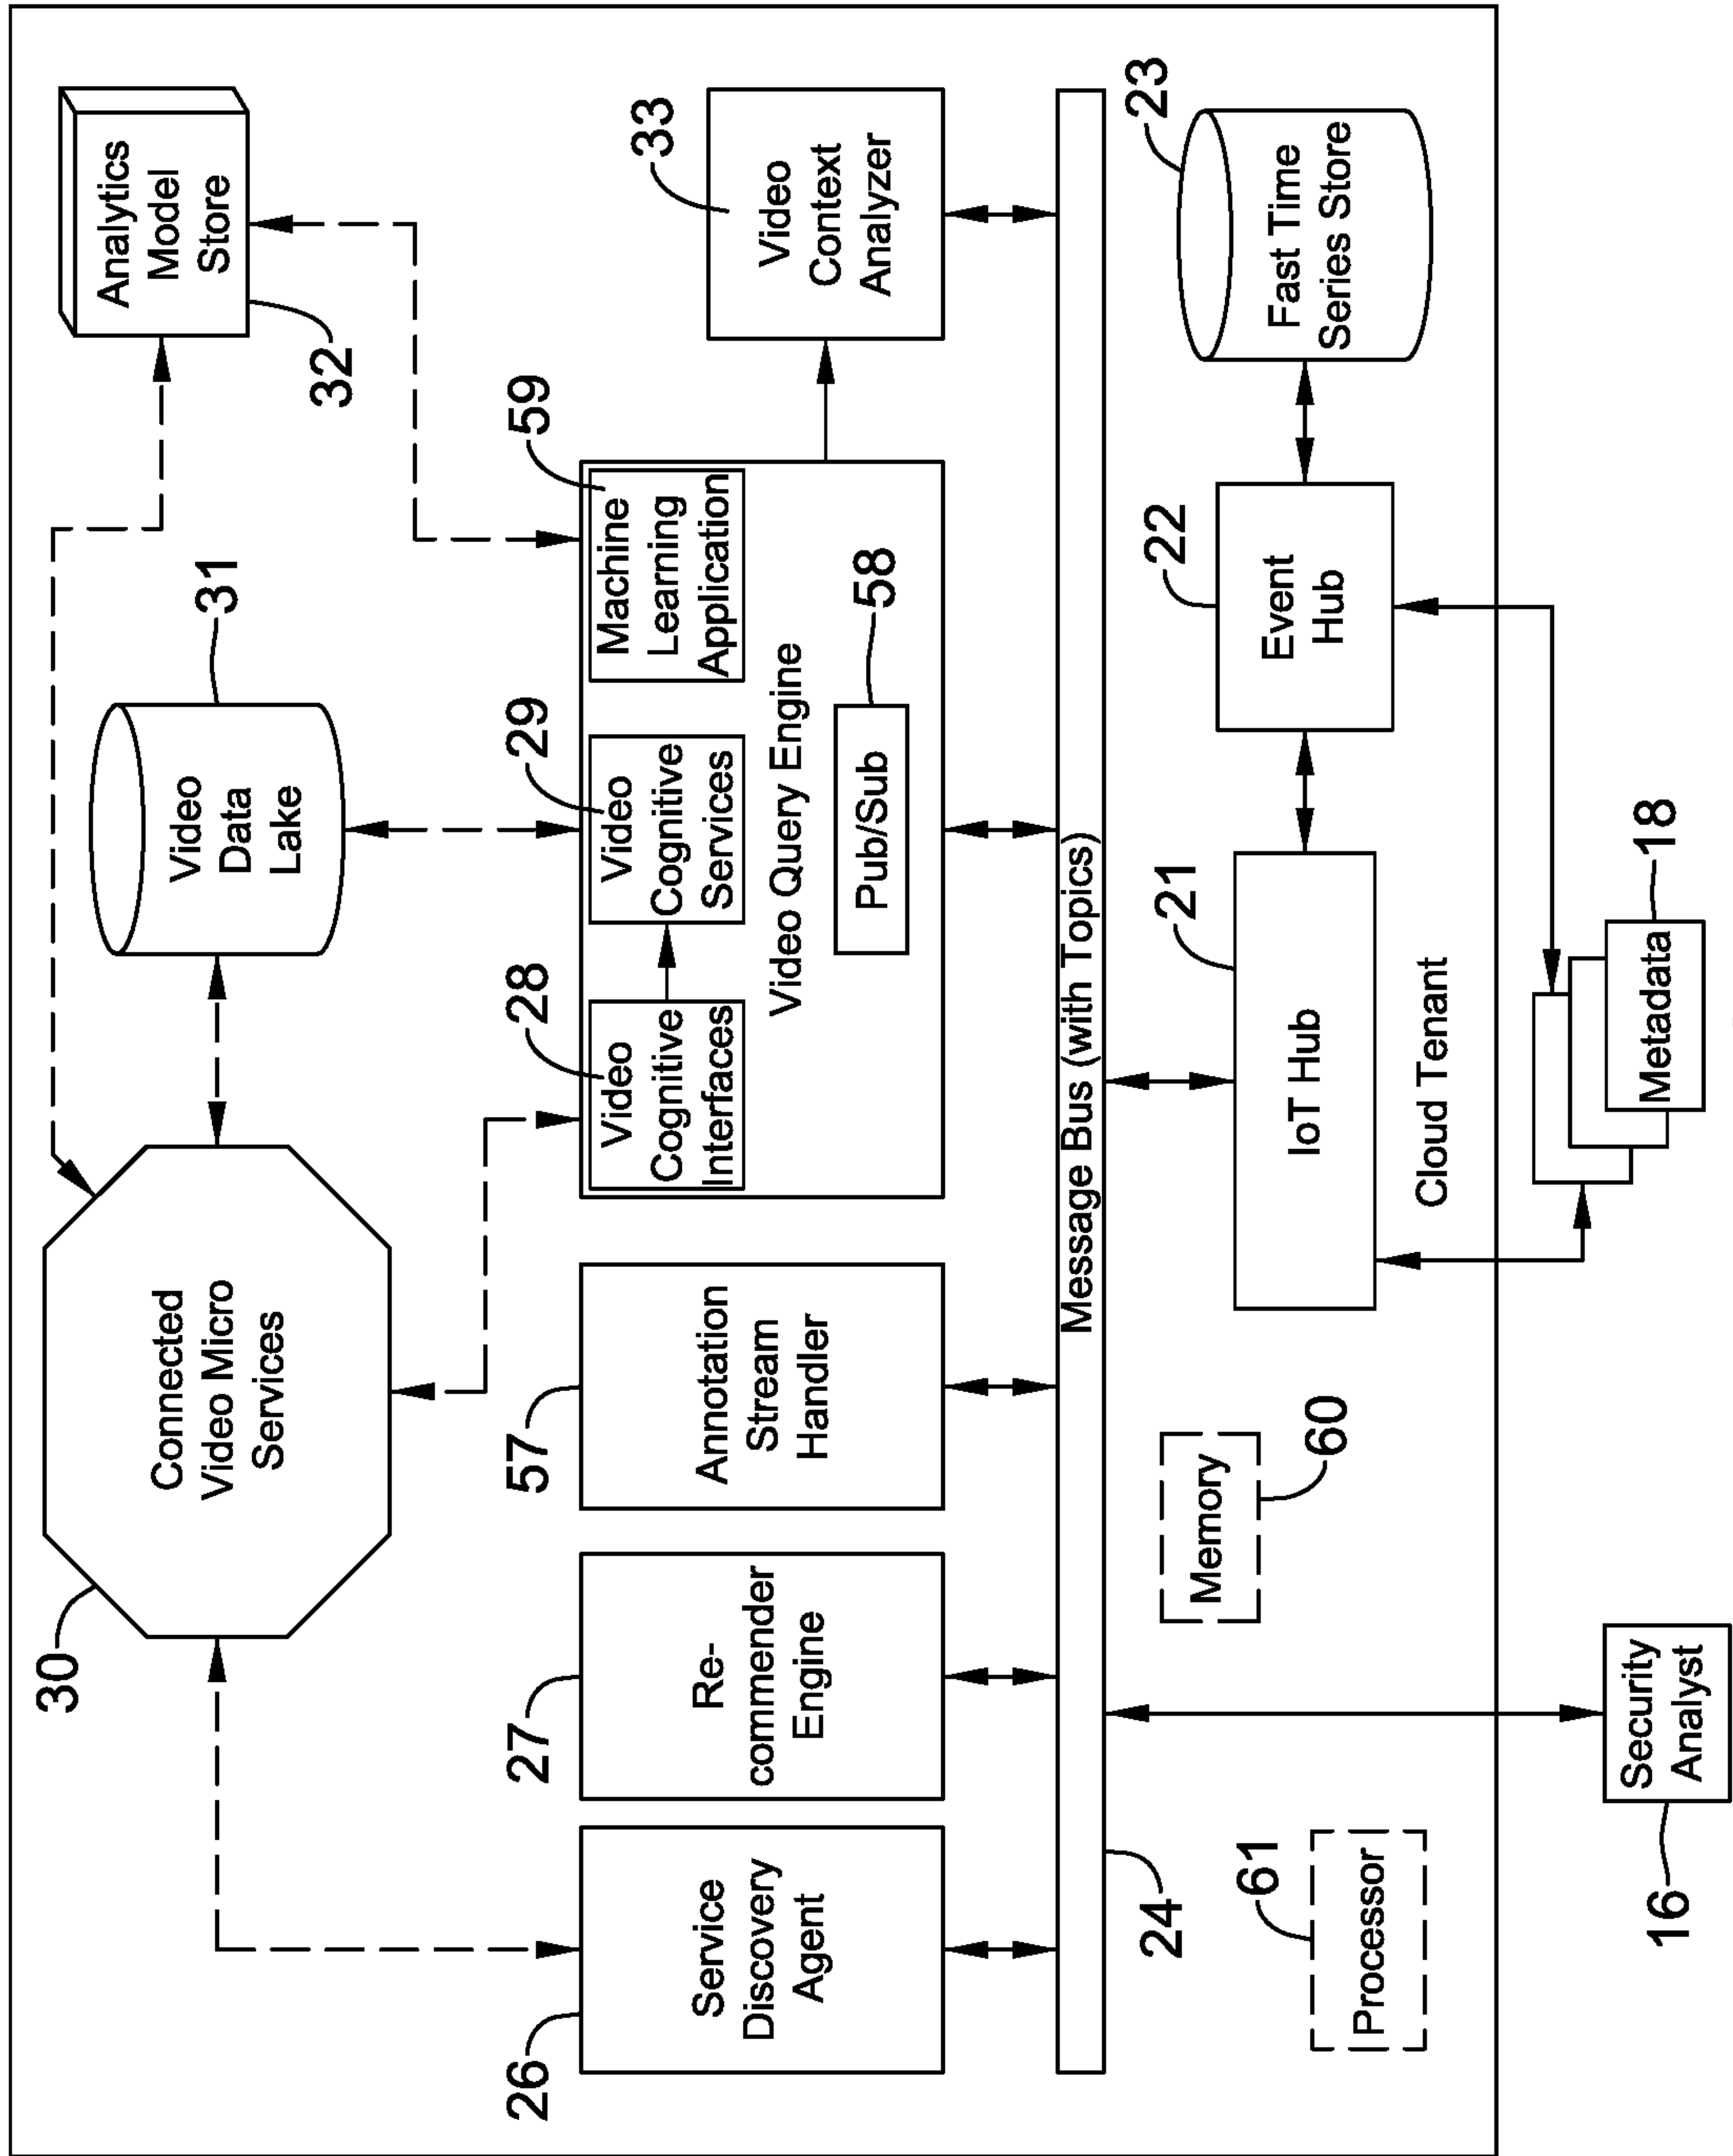 30
Connected
Video Micro
Services
Video
Data
Lake
31
Analytics
Model
Store
32
26
Service
Discovery
Agent
27
Re-
commender
Engine
57
Annotation
Stream
Handler
28
Video
Cognitive
Interfaces
29
Video
Cognitive
Services
59
Machine
Learning
Application
Video Query Engine
58
Pub/Sub
33
Video
Context
Analyzer
Message Bus (with Topics)
24
61
Processor
Memory
60
21
IoT Hub
22
Event
Hub
23
Fast Time
Series Store
Cloud Tenant
16
Security
Analyst
Metadata
18